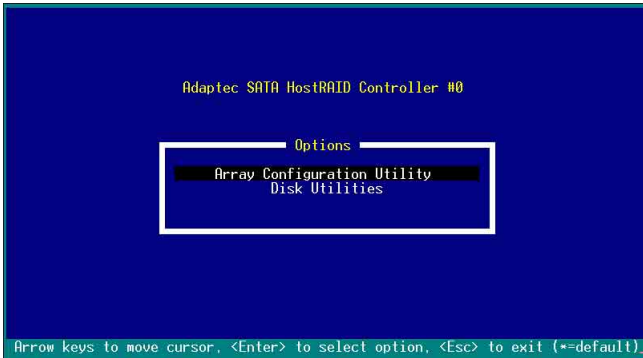 Adaptec SATA HostRAID Controller #0
Options
Array Configuration Utility
Disk Utilities
Arrow keys to move cursor, <Enter> to select option, <Esc> to exit (*=default)